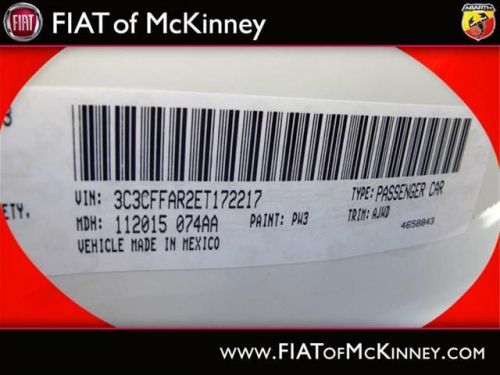 FIAT
FIAT of McKinney
ABARTH
3
ETY.
VIN: 3C3CFFAR2ET172217
TYPE: PASSENGER CAR
MDH: 112015 074AA
PAINT: PW3
TRIM: AJWD
VEHICLE MADE IN MEXICO
4658843
www.FIATOFMCKINNEY.com